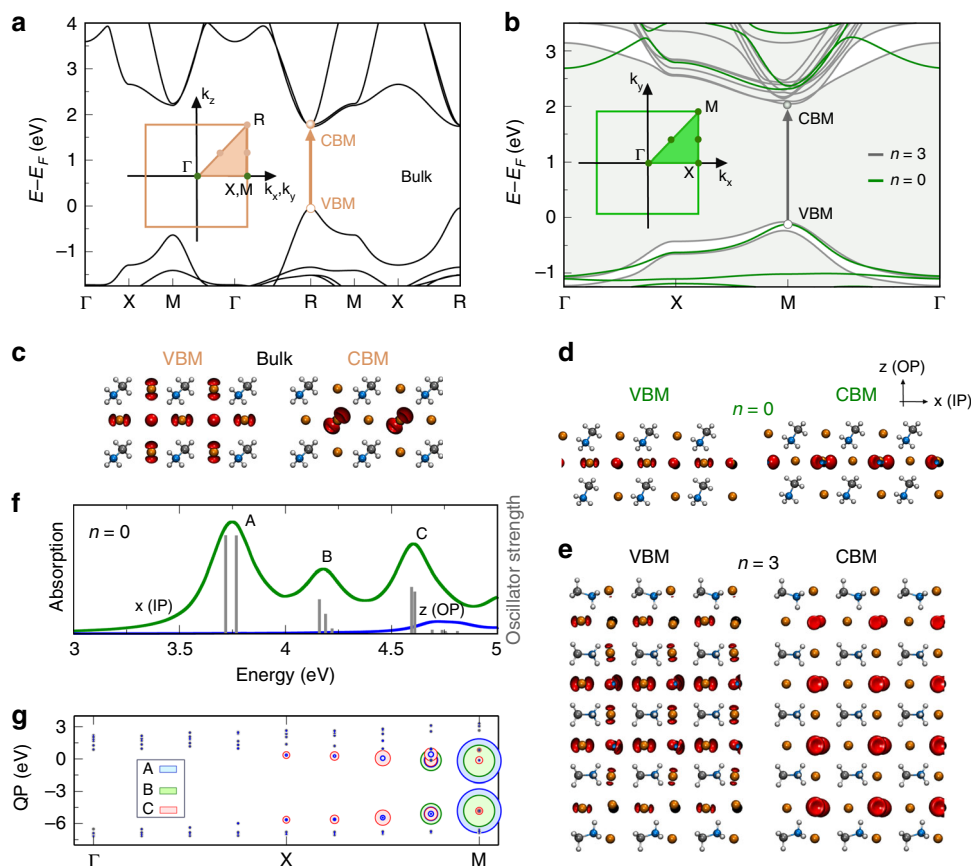 a
4
3
2
1
0
−1
E−E_F (eV)
k_z
R
Γ
X,M
k_x,k_y
CBM
VBM
Bulk
Γ X M Γ R M X R
b
3
2
1
0
−1
E−E_F (eV)
k_y
M
Γ
X
k_x
CBM
VBM
n = 3
n = 0
Γ X M Γ
c
VBM Bulk CBM
d
z (OP)
x (IP)
VBM n = 0 CBM
f
n = 0
A
B
C
x (IP)
z (OP)
Absorption
Oscillator strength
3 3.5 4 4.5 5
Energy (eV)
e
VBM n = 3 CBM
g
3
0
−3
−6
QP (eV)
A
B
C
Γ X M